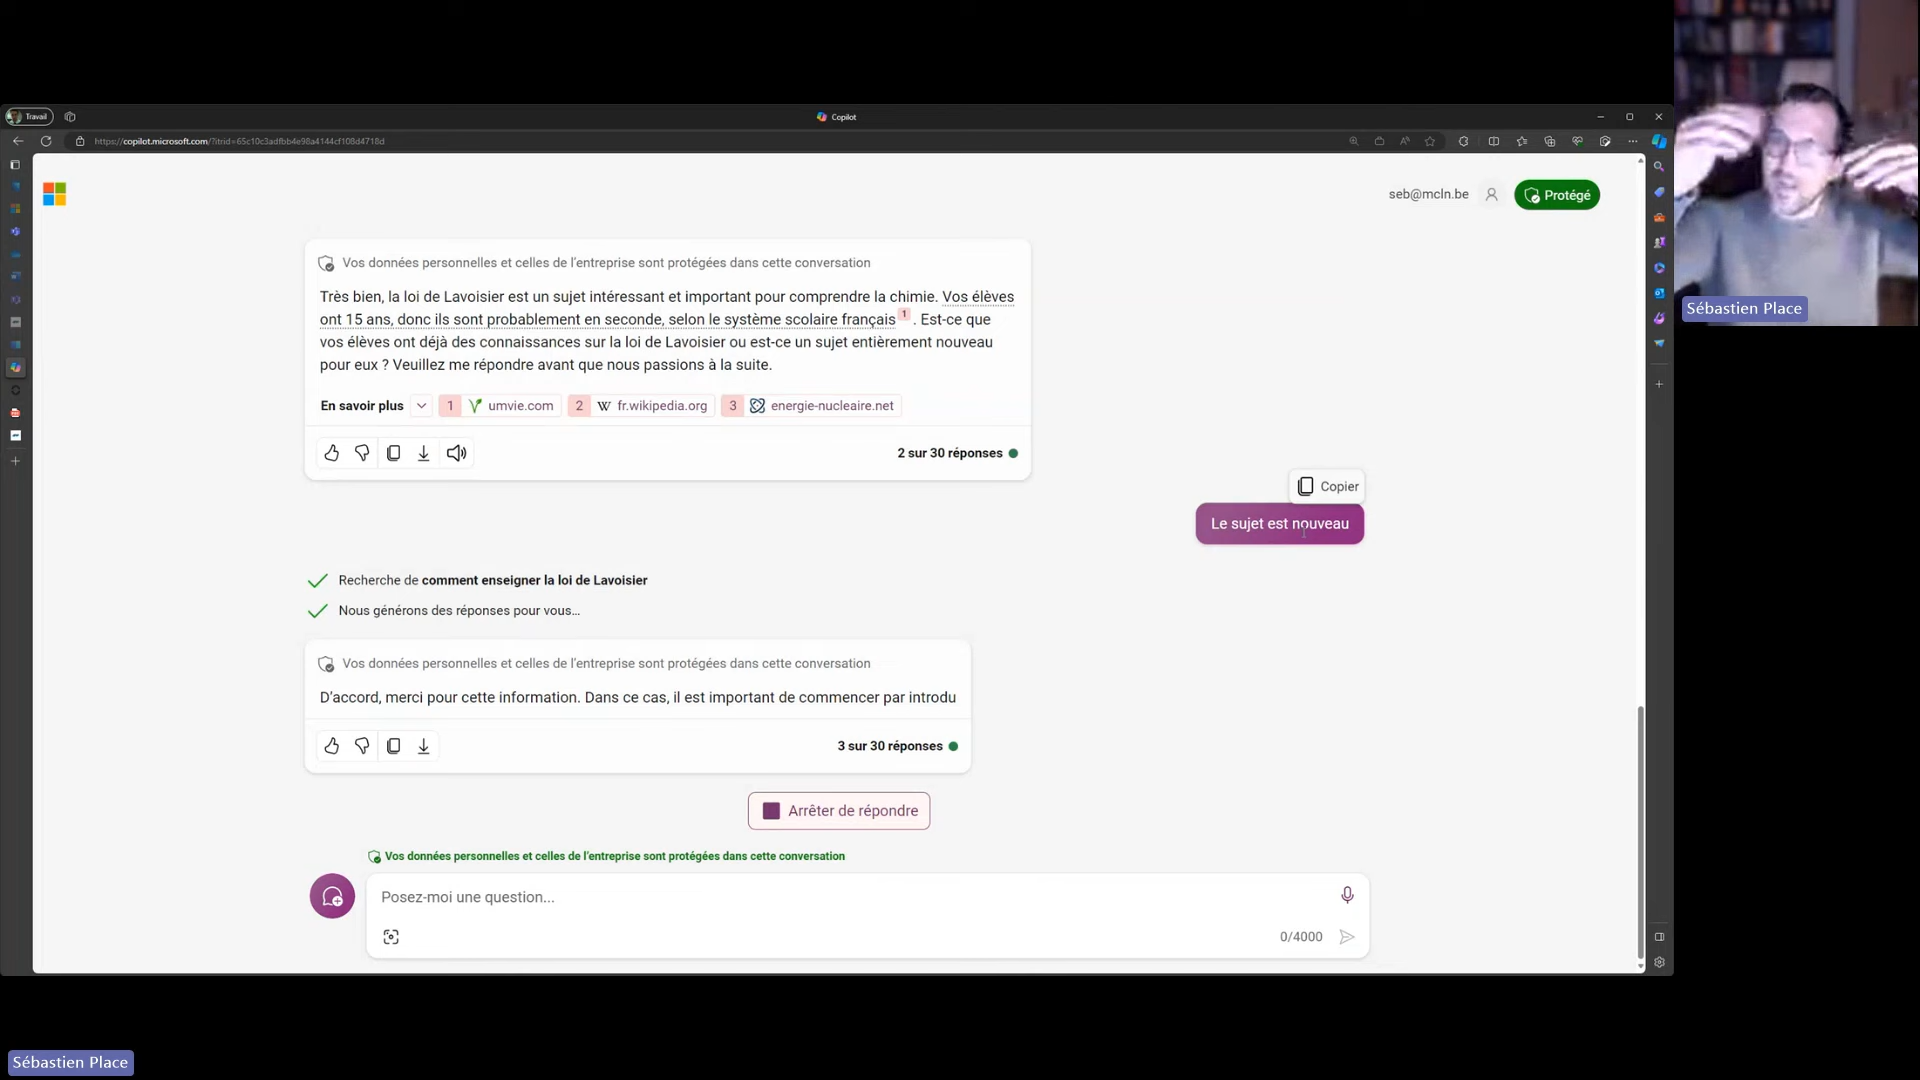 Travail
Copilot
https://copilot.microsoft.com/?itrid=65c10c3adfbb4e98a4144cf108d4718d
seb@mcln.be
Protégé
Vos données personnelles et celles de l'entreprise sont protégées dans cette conversation
Très bien, la loi de Lavoisier est un sujet intéressant et important pour comprendre la chimie. Vos élèves
ont 15 ans, donc ils sont probablement en seconde, selon le système scolaire français 1 . Est-ce que
vos élèves ont déjà des connaissances sur la loi de Lavoisier ou est-ce un sujet entièrement nouveau
pour eux ? Veuillez me répondre avant que nous passions à la suite.
En savoir plus 1 umvie.com 2 W fr.wikipedia.org 3 energie-nucleaire.net
2 sur 30 réponses
Copier
Le sujet est nouveau
Recherche de comment enseigner la loi de Lavoisier
Nous générons des réponses pour vous...
Vos données personnelles et celles de l'entreprise sont protégées dans cette conversation
D'accord, merci pour cette information. Dans ce cas, il est important de commencer par introdu
3 sur 30 réponses
Arrêter de répondre
Vos données personnelles et celles de l'entreprise sont protégées dans cette conversation
Posez-moi une question...
0/4000
Sébastien Place
Sébastien Place